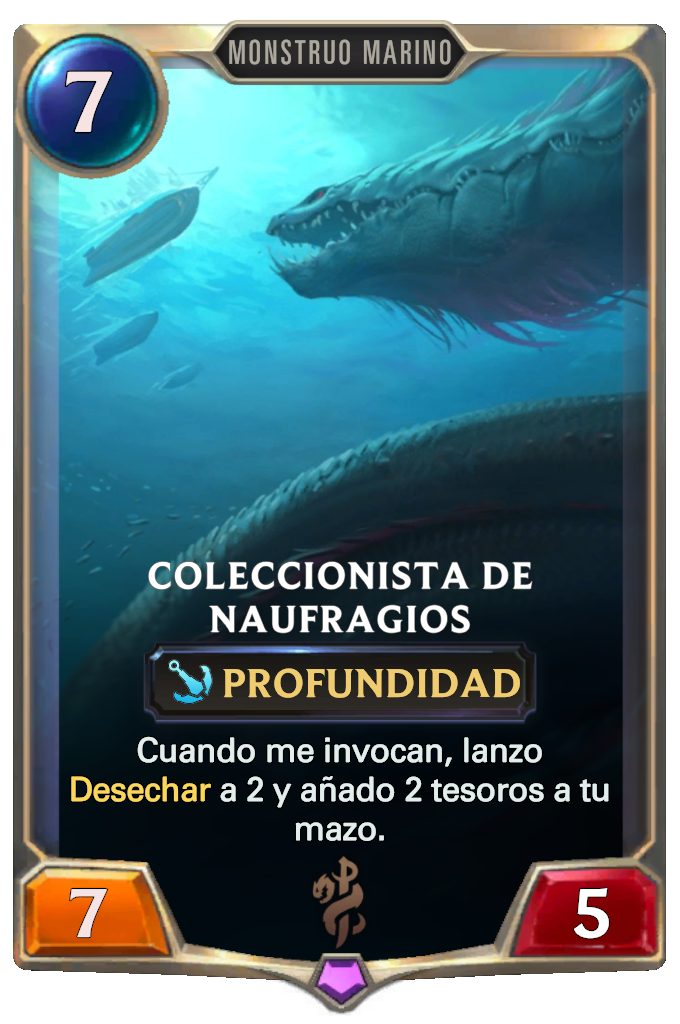 MONSTRUO MARINO
7
COLECCIONISTA DE
NAUFRAGIOS
PROFUNDIDAD
Cuando me invocan, lanzo
Desechar a 2 y añado 2 tesoros a tu
mazo.
7
5